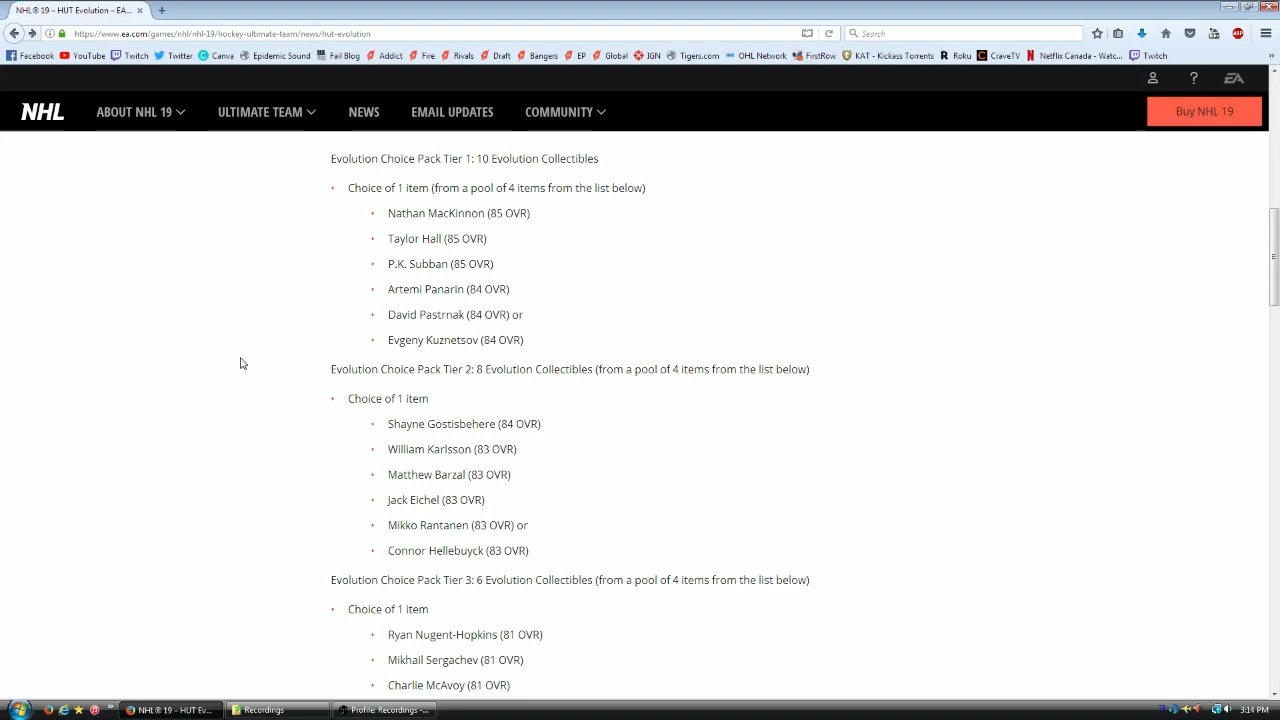 NHL® 19 – HUT Evolution – EA...
https://www.ea.com/games/nhl/nhl-19/hockey-ultimate-team/news/hut-evolution
Search
Facebook YouTube Twitch Twitter Canva Epidemic Sound Fail Blog Addict Fire Rivals Draft Bangers EP Global IGN Tigers.com OHL Network FirstRow KAT - Kickass Torrents Roku CraveTV Netflix Canada - Watc... Twitch
EA
NHL ABOUT NHL 19 ULTIMATE TEAM NEWS EMAIL UPDATES COMMUNITY Buy NHL 19
Evolution Choice Pack Tier 1: 10 Evolution Collectibles
Choice of 1 item (from a pool of 4 items from the list below)
Nathan MacKinnon (85 OVR)
Taylor Hall (85 OVR)
P.K. Subban (85 OVR)
Artemi Panarin (84 OVR)
David Pastrnak (84 OVR) or
Evgeny Kuznetsov (84 OVR)
Evolution Choice Pack Tier 2: 8 Evolution Collectibles (from a pool of 4 items from the list below)
Choice of 1 item
Shayne Gostisbehere (84 OVR)
William Karlsson (83 OVR)
Matthew Barzal (83 OVR)
Jack Eichel (83 OVR)
Mikko Rantanen (83 OVR) or
Connor Hellebuyck (83 OVR)
Evolution Choice Pack Tier 3: 6 Evolution Collectibles (from a pool of 4 items from the list below)
Choice of 1 item
Ryan Nugent-Hopkins (81 OVR)
Mikhail Sergachev (81 OVR)
Charlie McAvoy (81 OVR)
NHL® 19 – HUT Ev... Recordings Profile: Recordings -... 3:14 PM